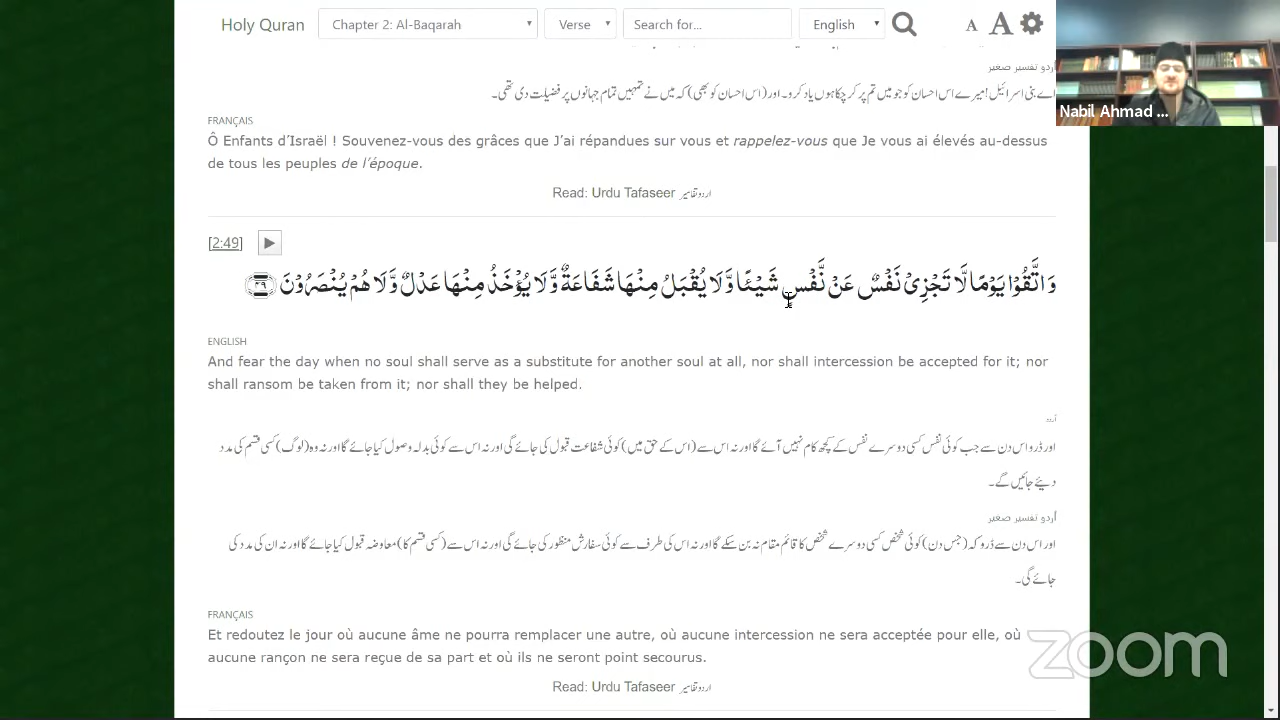 Holy Quran
Chapter 2: Al-Baqarah
Verse
Search for...
English
A A
اُردو تفسیر صغیر
اے بنی اسرائیل! میرے اس احسان کو جو میں تم پر کر چکا ہوں یاد کرو۔ اور (اس احسان کو بھی) کہ میں نے تمہیں تمام جہانوں پر فضیلت دی تھی۔
Nabil Ahmad ...
FRANÇAIS
Ô Enfants d’Israël ! Souvenez-vous des grâces que J’ai répandues sur vous et rappelez-vous que Je vous ai élevés au-dessus
de tous les peuples de l’époque.
Read: Urdu Tafaseer اردو تفاسیر
[2:49]
وَاتَّقُوۡا یَوۡمًا لَّا تَجۡزِیۡ نَفۡسٌ عَنۡ نَّفۡسٍ شَیۡئًا وَّلَا یُقۡبَلُ مِنۡہَا شَفَاعَۃٌ وَّلَا یُؤۡخَذُ مِنۡہَا عَدۡلٌ وَّلَا ہُمۡ یُنۡصَرُوۡنَ ﴿۴۹﴾
ENGLISH
And fear the day when no soul shall serve as a substitute for another soul at all, nor shall intercession be accepted for it; nor
shall ransom be taken from it; nor shall they be helped.
اُردو
اور ڈرو اس دن سے جب کوئی نفس کسی دوسرے نفس کے کچھ کام نہیں آئے گا اور نہ اس سے (اس کے حق میں) کوئی شفاعت قبول کی جائے گی اور نہ اس سے کوئی بدلہ وصول کیا جائے گا اور نہ وہ (لوگ) کسی قسم کی مدد
دیئے جائیں گے۔
اُردو تفسیر صغیر
اور اس دن سے ڈرو کہ (جس دن) کوئی شخص کسی دوسرے شخص کا قائم مقام نہ بن سکے گا اور نہ اس کی طرف سے کوئی سفارش منظور کی جائے گی اور نہ اس سے (کسی قسم کا) معاوضہ قبول کیا جائے گا اور نہ ان کی مدد کی
جائے گی۔
FRANÇAIS
Et redoutez le jour où aucune âme ne pourra remplacer une autre, où aucune intercession ne sera acceptée pour elle, où
aucune rançon ne sera reçue de sa part et où ils ne seront point secourus.
Read: Urdu Tafaseer اردو تفاسیر
zoom